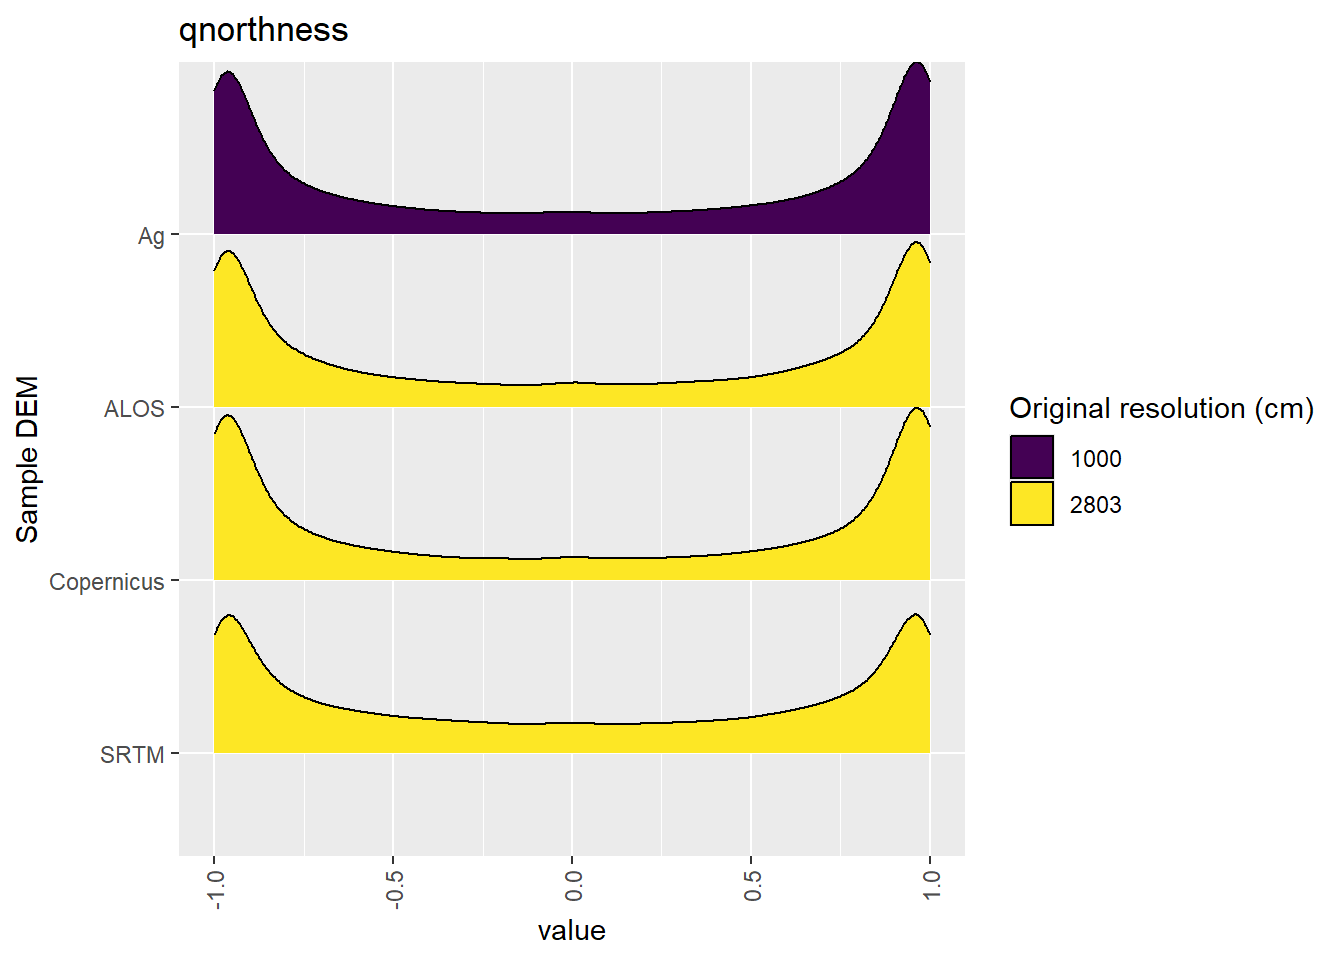 qnorthness
Sample DEM
Ag
ALOS
Copernicus
SRTM
-1.0
-0.5
0.0
0.5
1.0
value
Original resolution (cm)
1000
2803